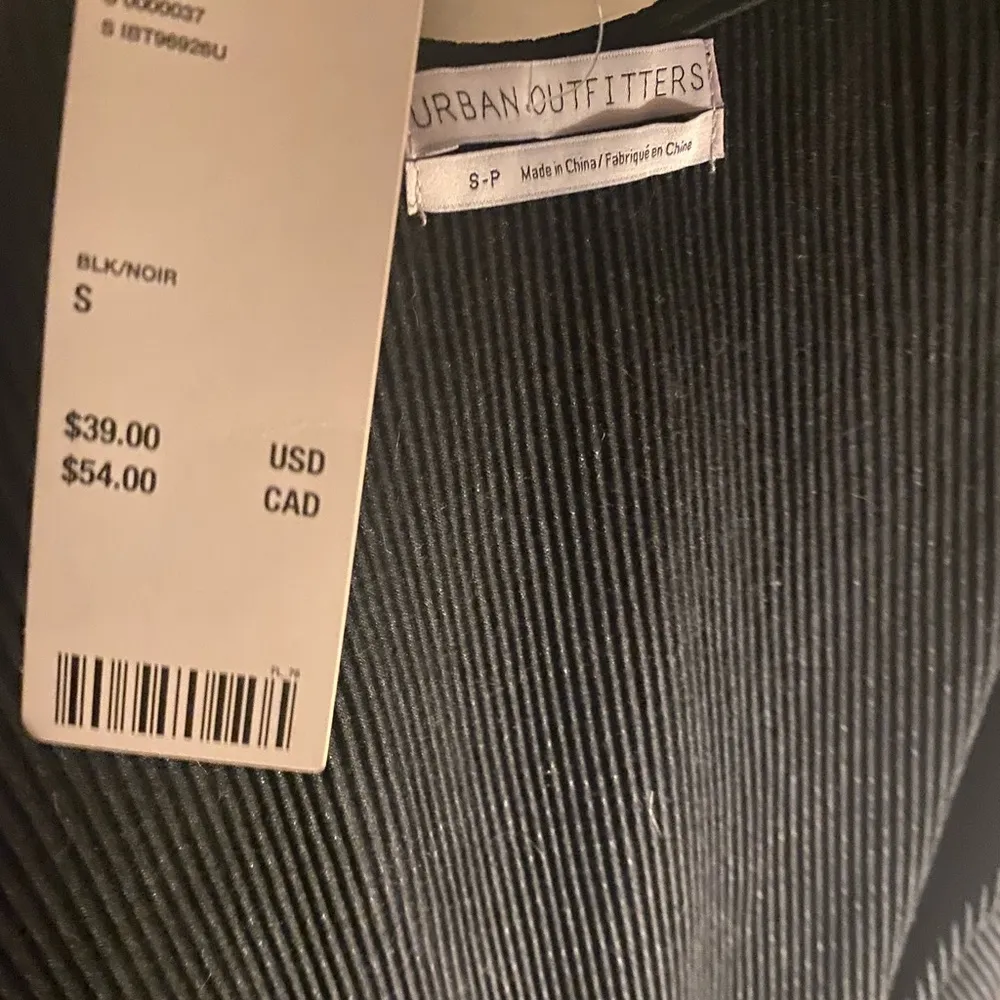 S IBT96926U
BLK/NOIR
S
$39.00 USD
$54.00 CAD
URBAN OUTFITTERS
S-P Made in China / Fabriqué en Chine